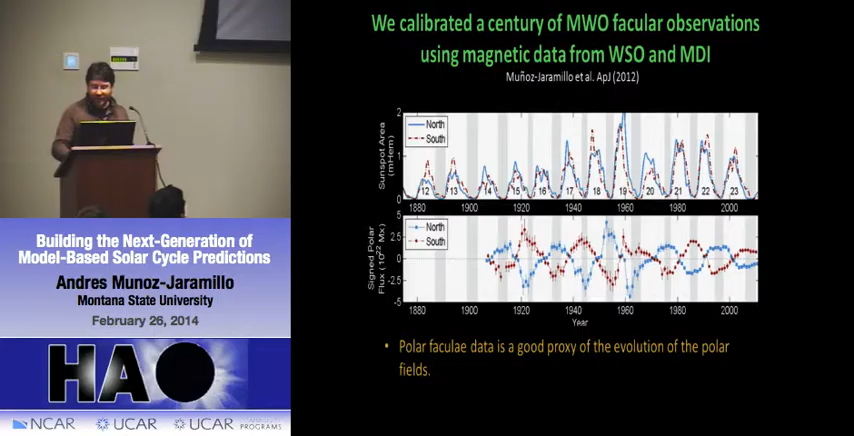 We calibrated a century of MWO facular observations
using magnetic data from WSO and MDI
Muñoz-Jaramillo et al. ApJ (2012)
Sunspot Area
(mHem)
2
1
0
North
South
12 13 14 15 16 17 18 19 20 21 22 23
1880 1900 1920 1940 1960 1980 2000
Signed Polar
Flux (10²² Mx)
5
2.5
0
-2.5
-5
North
South
1880 1900 1920 1940 1960 1980 2000
Year
• Polar faculae data is a good proxy of the evolution of the polar
fields.
Building the Next-Generation of
Model-Based Solar Cycle Predictions
Andres Munoz-Jaramillo
Montana State University
February 26, 2014
HAO
NCAR
UCAR
UCAR
PROGRAMS